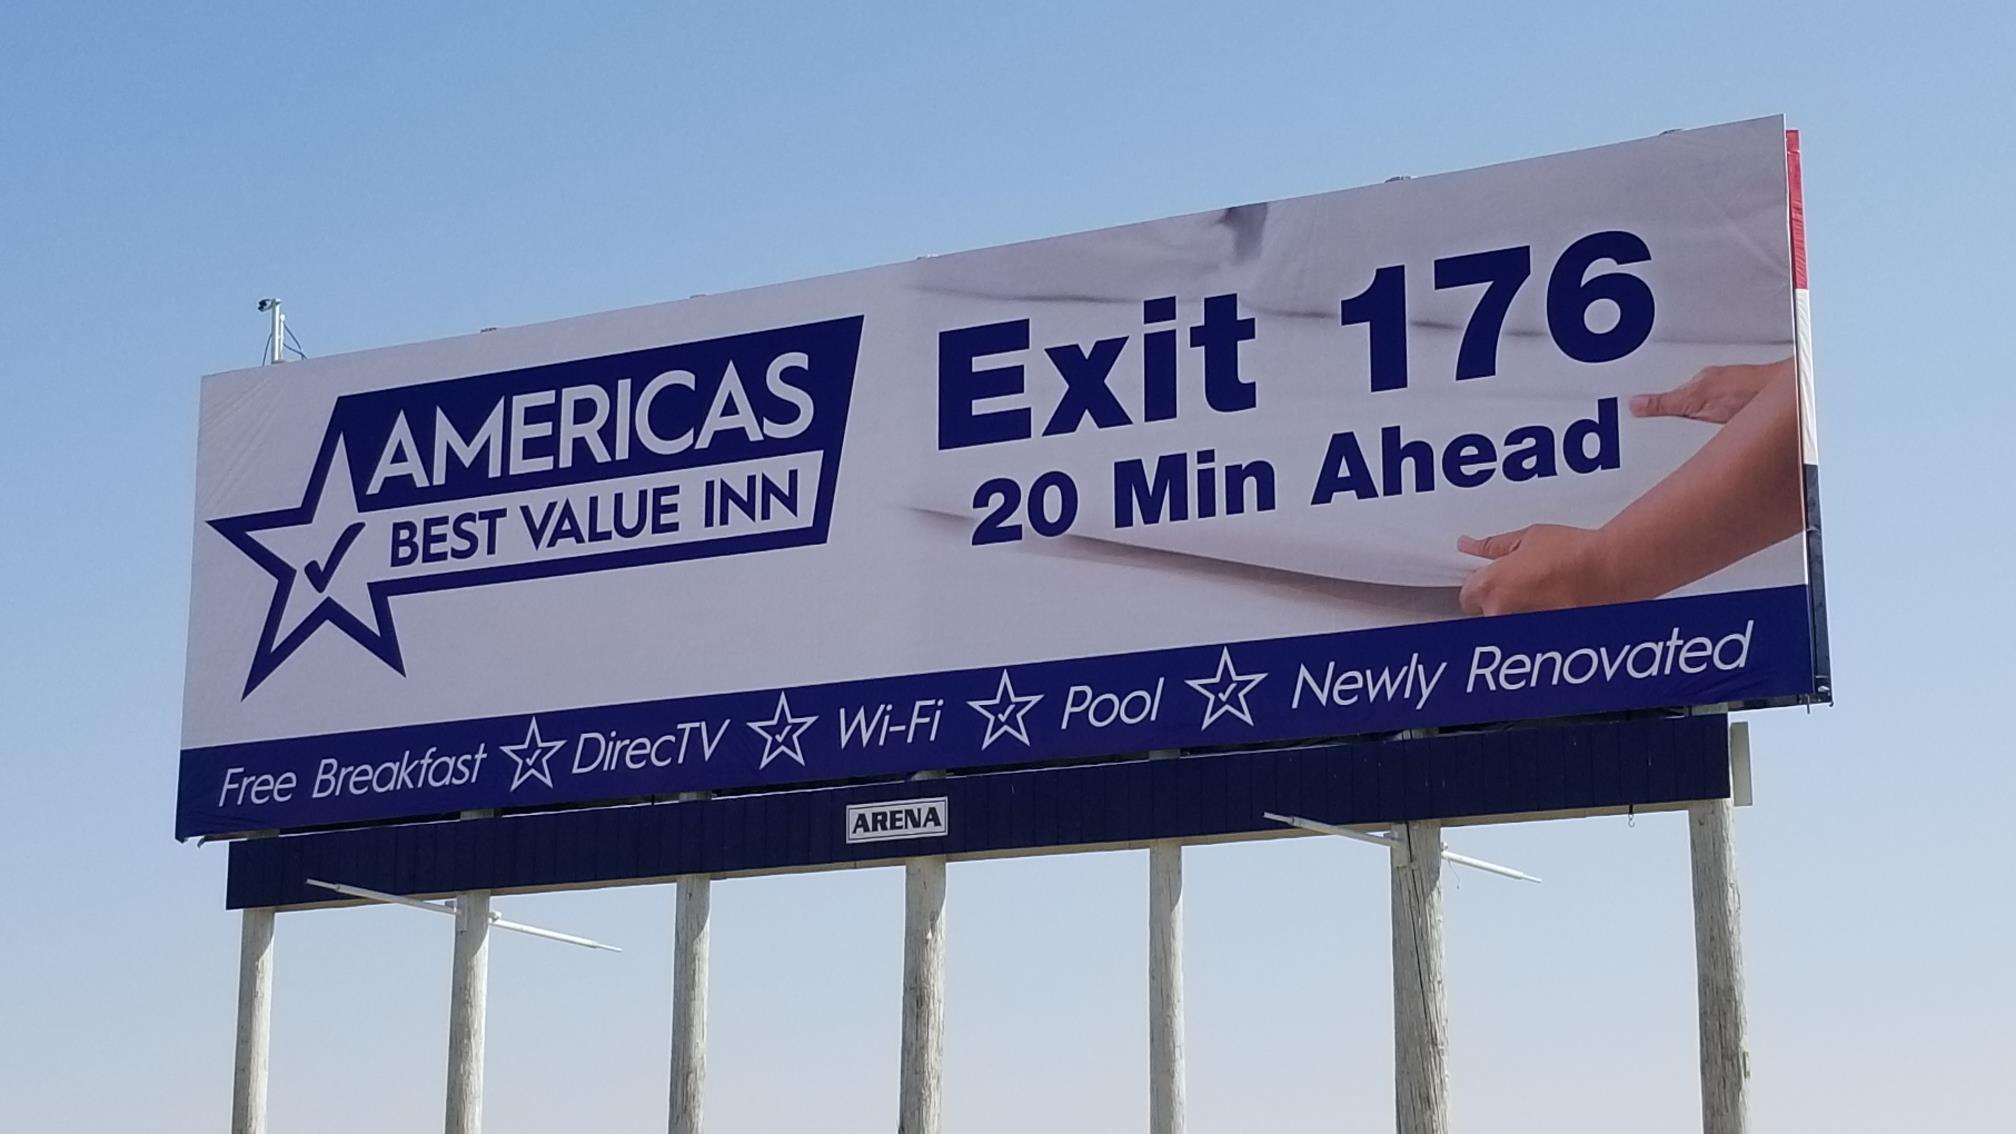 AMERICAS
BEST VALUE INN
Exit 176
20 Min Ahead
Free Breakfast DirecTV Wi-Fi Pool Newly Renovated
ARENA